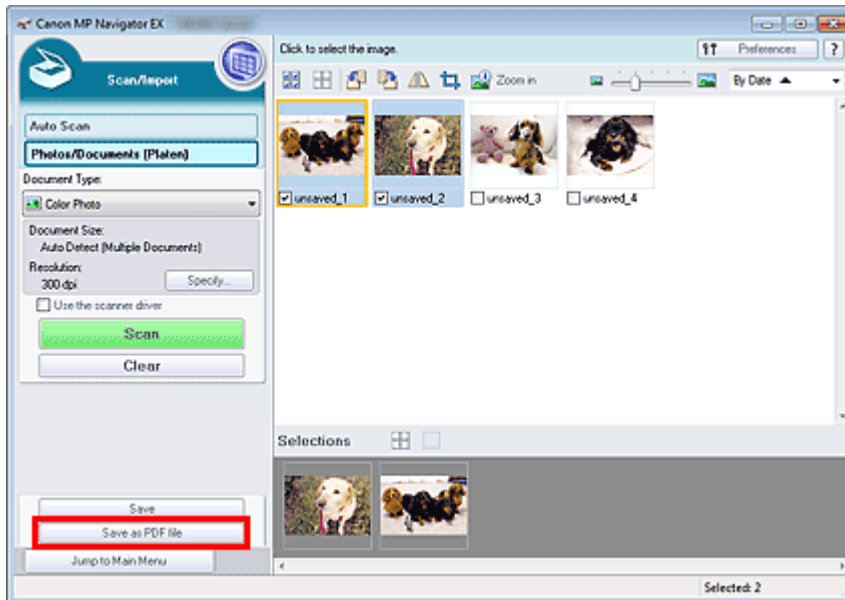 Canon MP Navigator EX
Click to select the image.
Preferences
?
Scan/Import
Zoom in
By Date
Auto Scan
Photos/Documents (Platen)
Document Type:
Color Photo
Document Size:
Auto Detect (Multiple Documents)
Resolution:
300 dpi
Specify...
Use the scanner driver
Scan
Clear
unsaved_1
unsaved_2
unsaved_3
unsaved_4
Selections
Save
Save as PDF file
Jump to Main Menu
Selected: 2